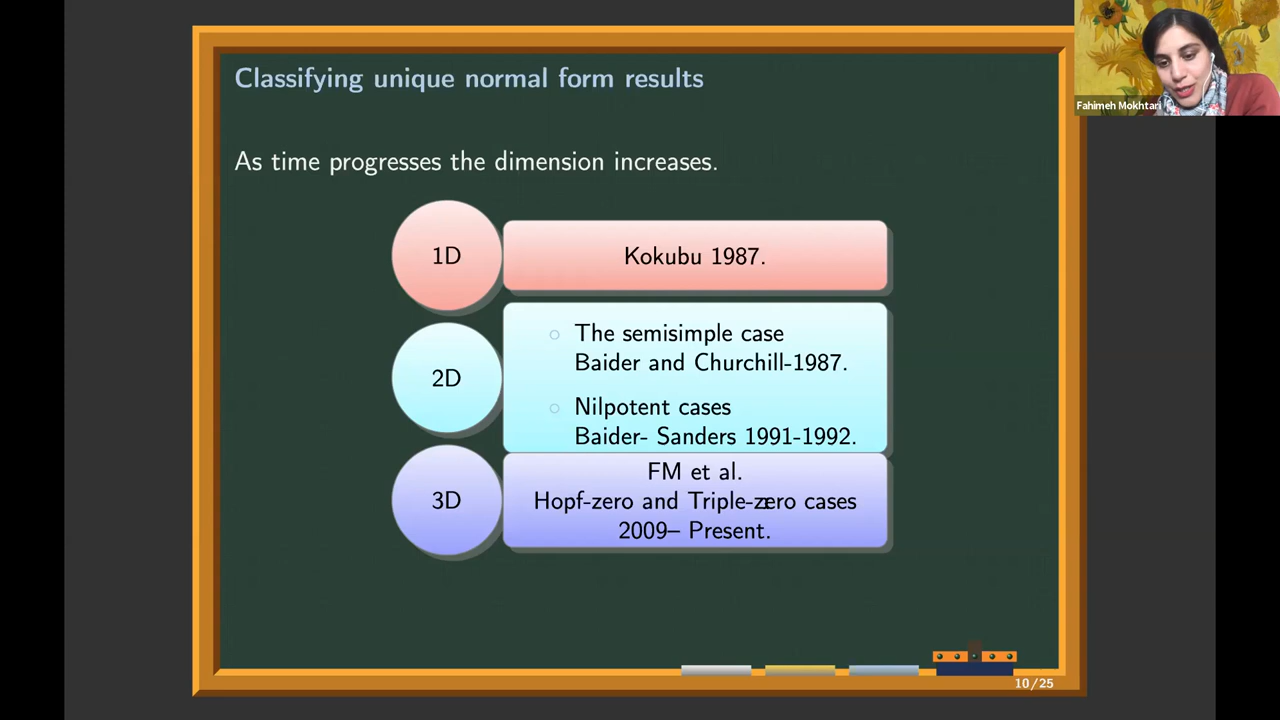 Classifying unique normal form results
Fahimeh Mokhtari
As time progresses the dimension increases.
1D
Kokubu 1987.
2D
The semisimple case
Baider and Churchill-1987.
Nilpotent cases
Baider- Sanders 1991-1992.
3D
FM et al.
Hopf-zero and Triple-zero cases
2009– Present.
10/25